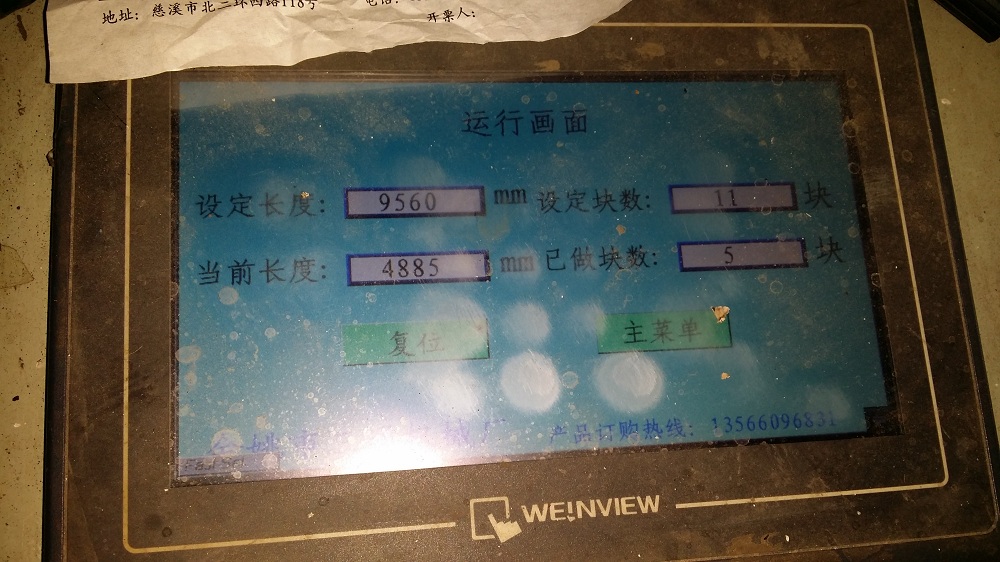 地址: 慈溪市北二环西路118号
电话:
开票人:
运行画面
设定长度: 9560 mm 设定块数: 11 块
当前长度: 4885 mm 已做块数: 5 块
复位 主菜单
产品订购热线: 13566096831
WEINVIEW